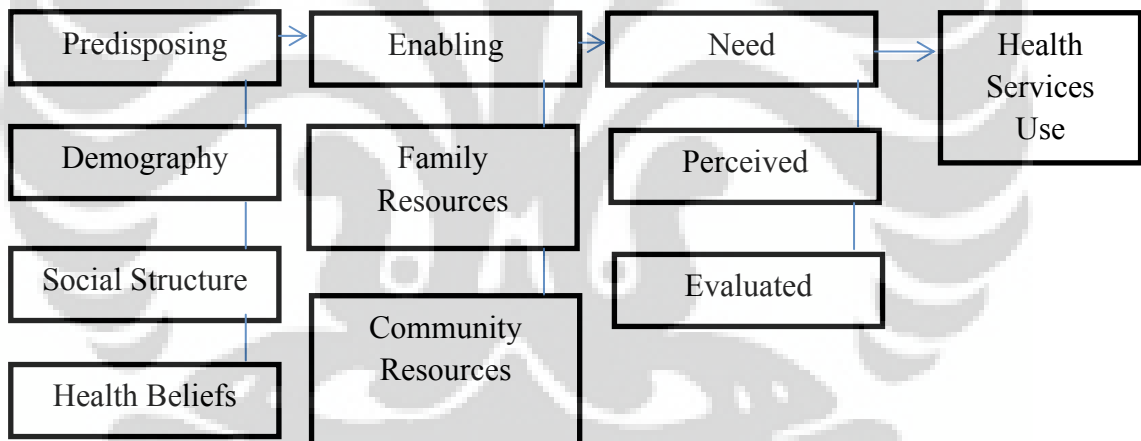 Predisposing
Enabling
Need
Health
Services
Use
Demography
Family
Resources
Perceived
Social Structure
Evaluated
Community
Resources
Health Beliefs